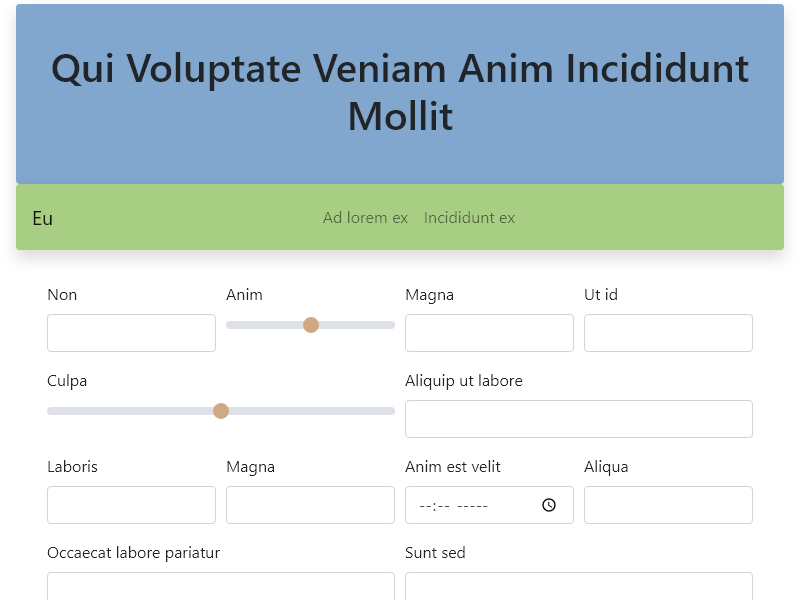 Qui Voluptate Veniam Anim Incididunt
Mollit
Eu
Ad lorem ex
Incididunt ex
Non
Anim
Magna
Ut id
Culpa
Aliquip ut labore
Laboris
Magna
Anim est velit
Aliqua
--:-- -----
Occaecat labore pariatur
Sunt sed